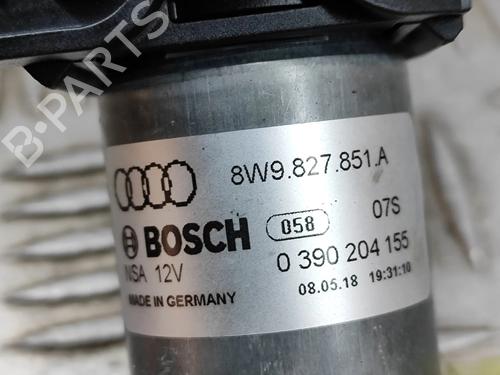 B-PARTS
8W9.827.851.A
BOSCH 058 07S
NSA 12V 0 390 204 155
MADE IN GERMANY 08.05.18 19:31:10